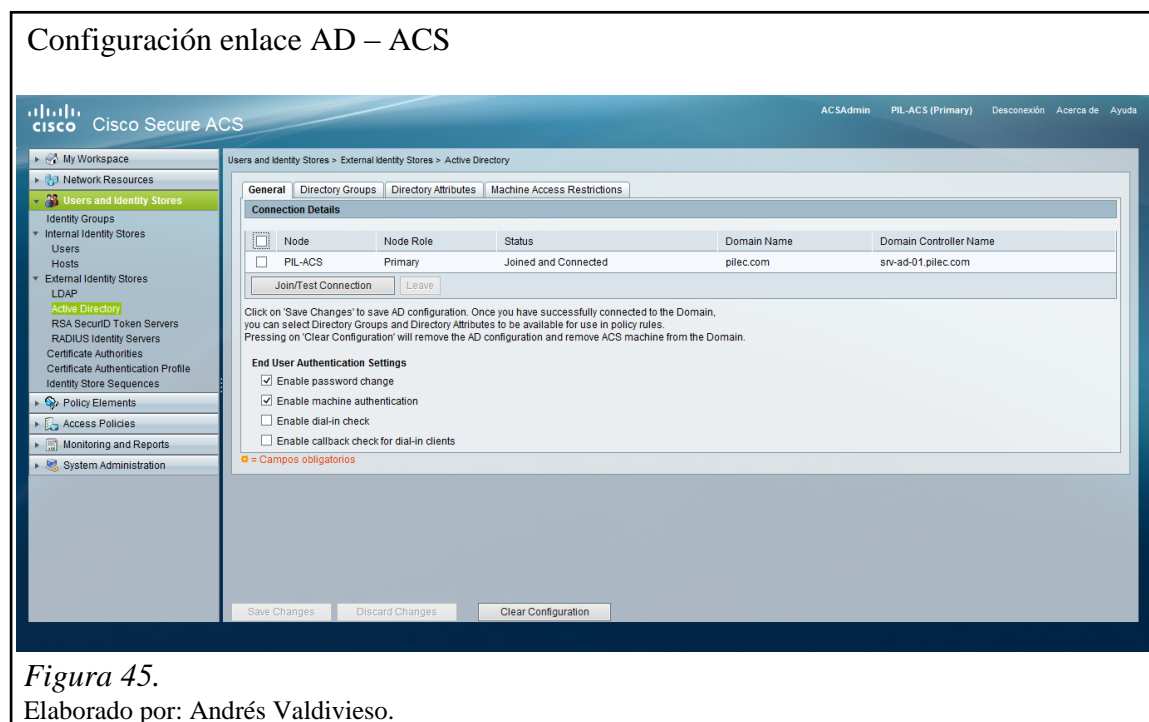 Configuración enlace AD – ACS
CISCO Cisco Secure ACS
ACSAdmin PIL-ACS (Primary) Desconexión Acerca de Ayuda
My Workspace
Network Resources
Users and Identity Stores
Identity Groups
Internal Identity Stores
Users
Hosts
External Identity Stores
LDAP
Active Directory
RSA SecurID Token Servers
RADIUS Identity Servers
Certificate Authorities
Certificate Authentication Profile
Identity Store Sequences
Policy Elements
Access Policies
Monitoring and Reports
System Administration
Users and Identity Stores > External Identity Stores > Active Directory
General Directory Groups Directory Attributes Machine Access Restrictions
Connection Details
Node Node Role Status Domain Name Domain Controller Name
PIL-ACS Primary Joined and Connected pilec.com srv-ad-01.pilec.com
Join/Test Connection Leave
Click on 'Save Changes' to save AD configuration. Once you have successfully connected to the Domain,
you can select Directory Groups and Directory Attributes to be available for use in policy rules.
Pressing on 'Clear Configuration' will remove the AD configuration and remove ACS machine from the Domain.
End User Authentication Settings
Enable password change
Enable machine authentication
Enable dial-in check
Enable callback check for dial-in clients
= Campos obligatorios
Save Changes Discard Changes Clear Configuration
Figura 45.
Elaborado por: Andrés Valdivieso.